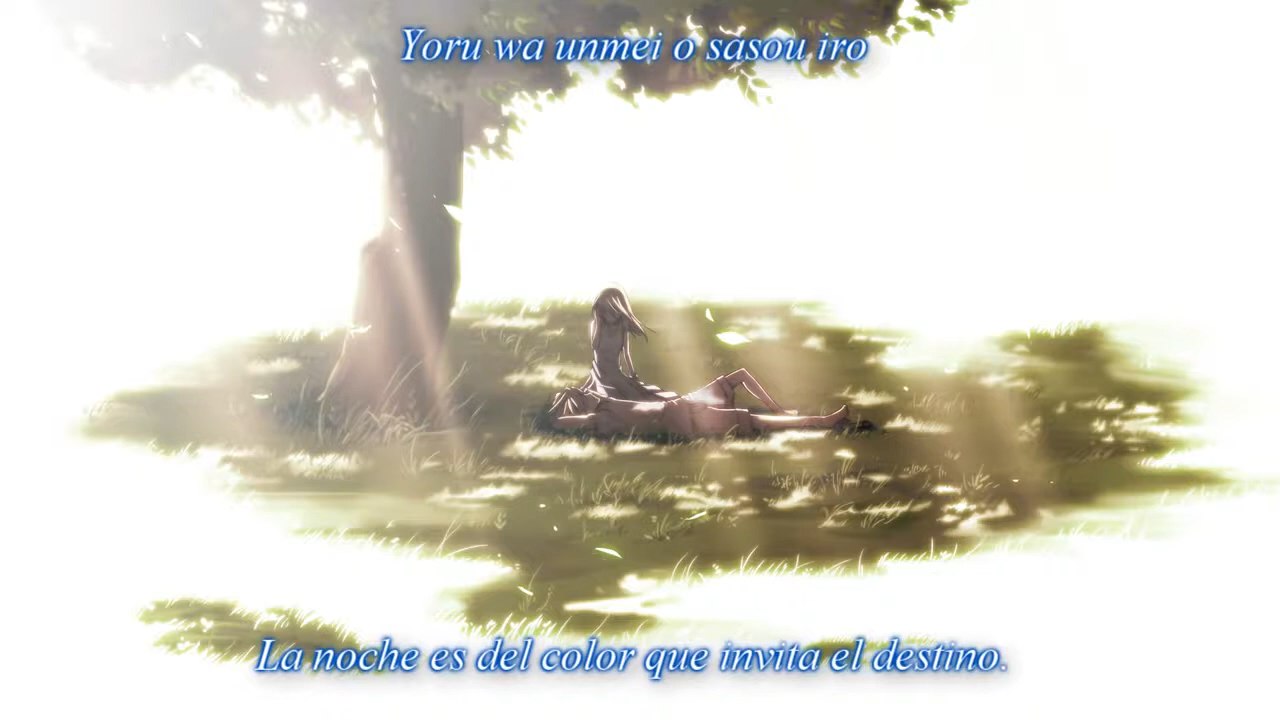 Yoru wa unmei o sasou iro
La noche es del color que invita el destino.